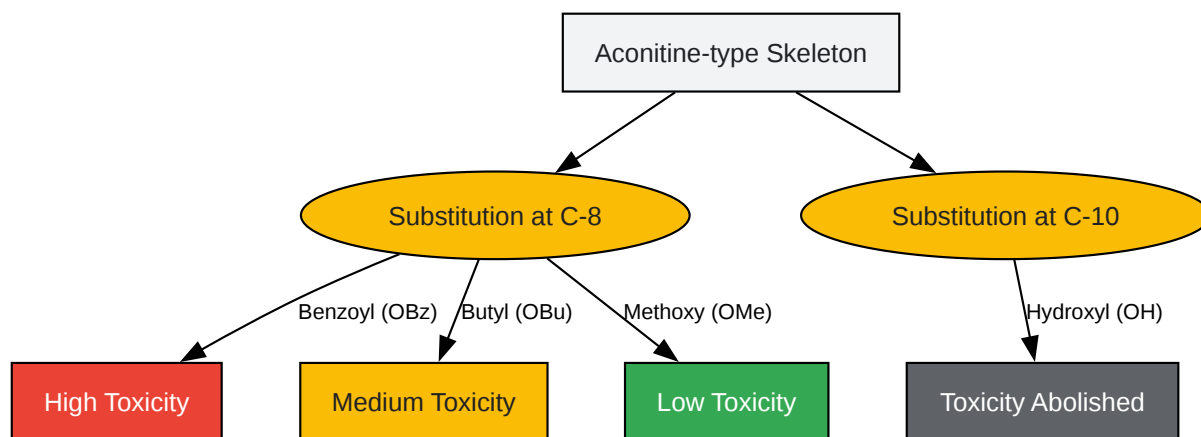 Aconitine-type Skeleton
Substitution at C-8
Substitution at C-10
Benzoyl (OBz)
Butyl (OBu)
Methoxy (OMe)
Hydroxyl (OH)
High Toxicity
Medium Toxicity
Low Toxicity
Toxicity Abolished